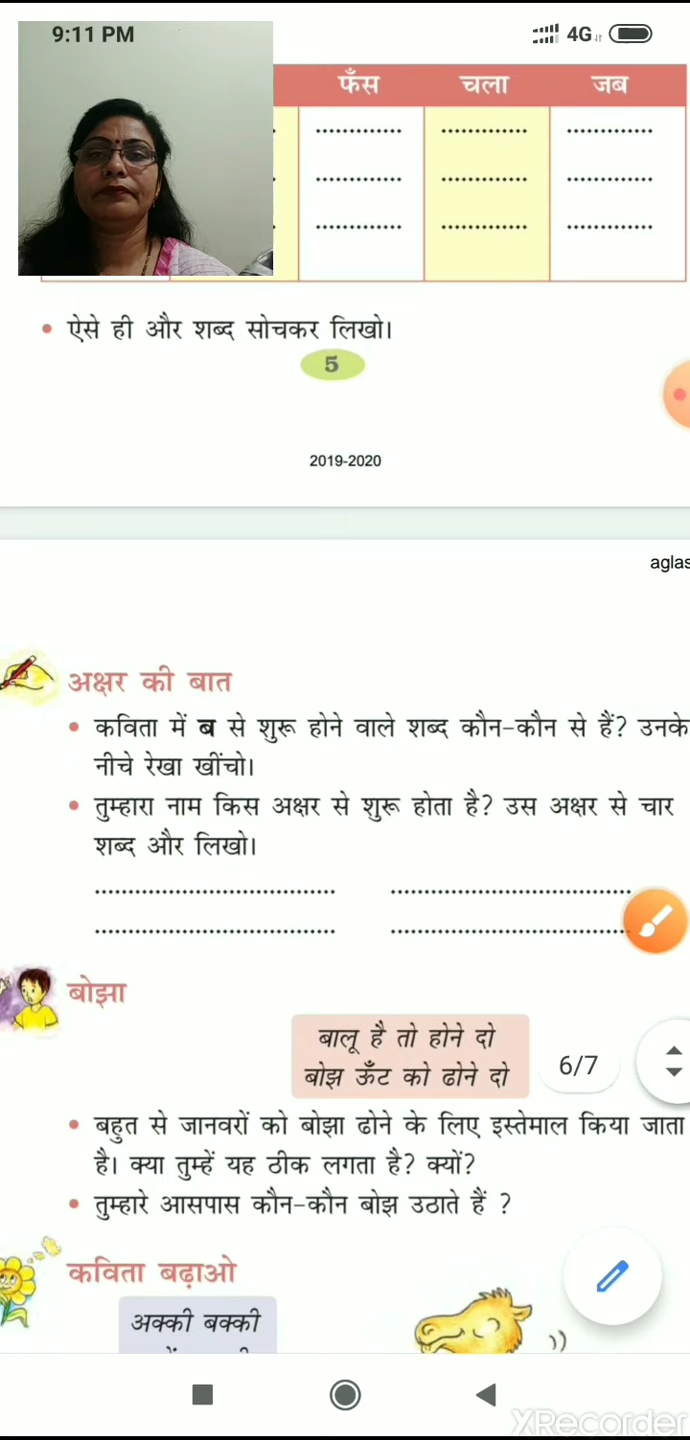 9:11 PM 4G
फँस चला जब
• ऐसे ही और शब्द सोचकर लिखो।
5
2019-2020
aglas
अक्षर की बात
• कविता में ब से शुरू होने वाले शब्द कौन-कौन से हैं? उनके
नीचे रेखा खींचो।
• तुम्हारा नाम किस अक्षर से शुरू होता है? उस अक्षर से चार
शब्द और लिखो।
बोझा
बालू है तो होने दो
बोझ ऊँट को ढोने दो
6/7
• बहुत से जानवरों को बोझा ढोने के लिए इस्तेमाल किया जाता
है। क्या तुम्हें यह ठीक लगता है? क्यों?
• तुम्हारे आसपास कौन-कौन बोझ उठाते हैं ?
कविता बढ़ाओ
अक्की बक्की
XRecorder